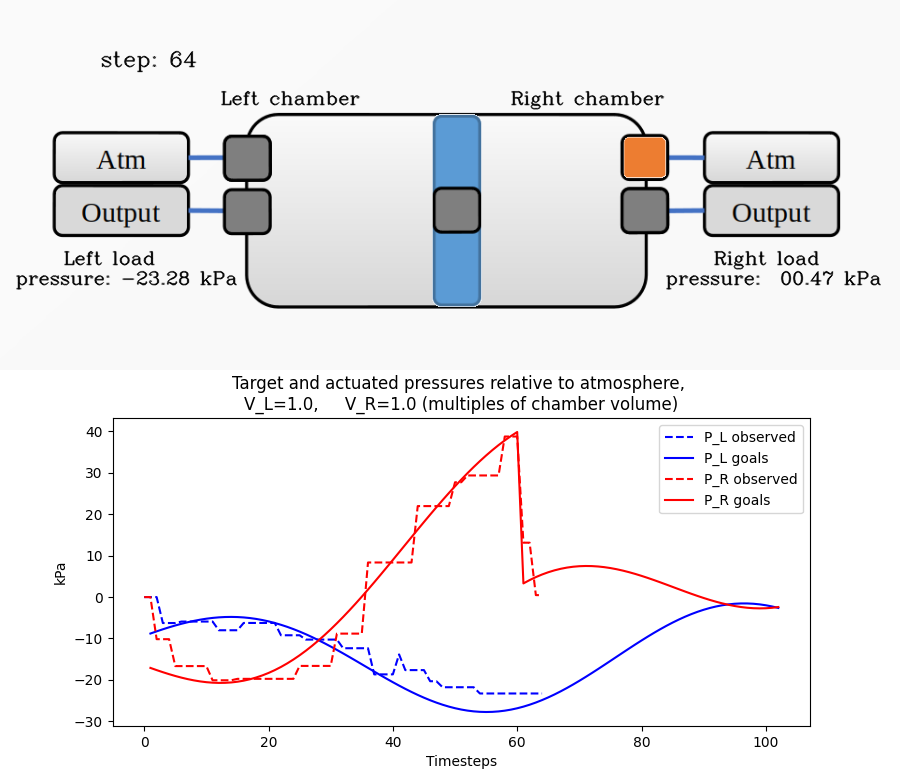 step: 64
Left chamber
Right chamber
Atm
Atm
Output
Output
Left load
pressure: −23.28 kPa
Right load
pressure: 00.47 kPa
Target and actuated pressures relative to atmosphere,
V_L=1.0, V_R=1.0 (multiples of chamber volume)
P_L observed
P_L goals
P_R observed
P_R goals
kPa
40
30
20
10
0
−10
−20
−30
0 20 40 60 80 100
Timesteps